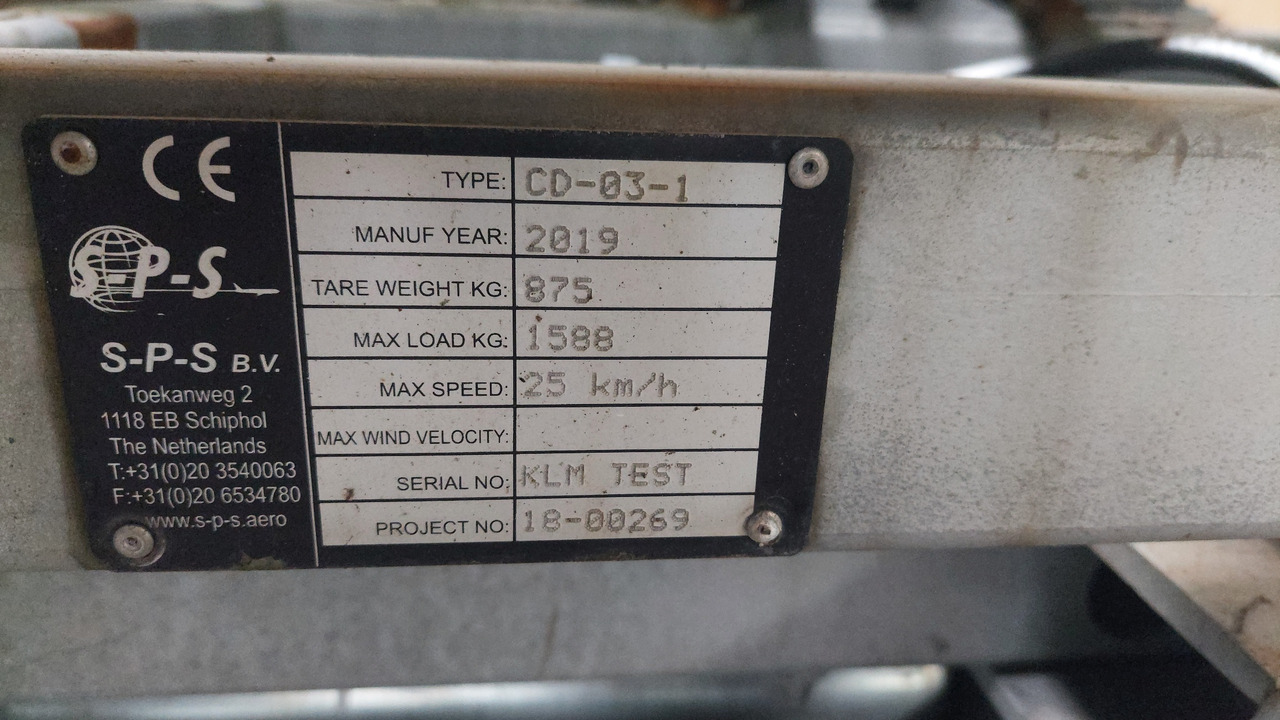 CE
S-P-S
S-P-S B.V.
Toekanweg 2
1118 EB Schiphol
The Netherlands
T:+31(0)20 3540063
F:+31(0)20 6534780
www.s-p-s.aero
TYPE: CD-03-1
MANUF YEAR: 2019
TARE WEIGHT KG: 875
MAX LOAD KG: 1588
MAX SPEED: 25 km/h
MAX WIND VELOCITY:
SERIAL NO: KLM TEST
PROJECT NO: 18-00269